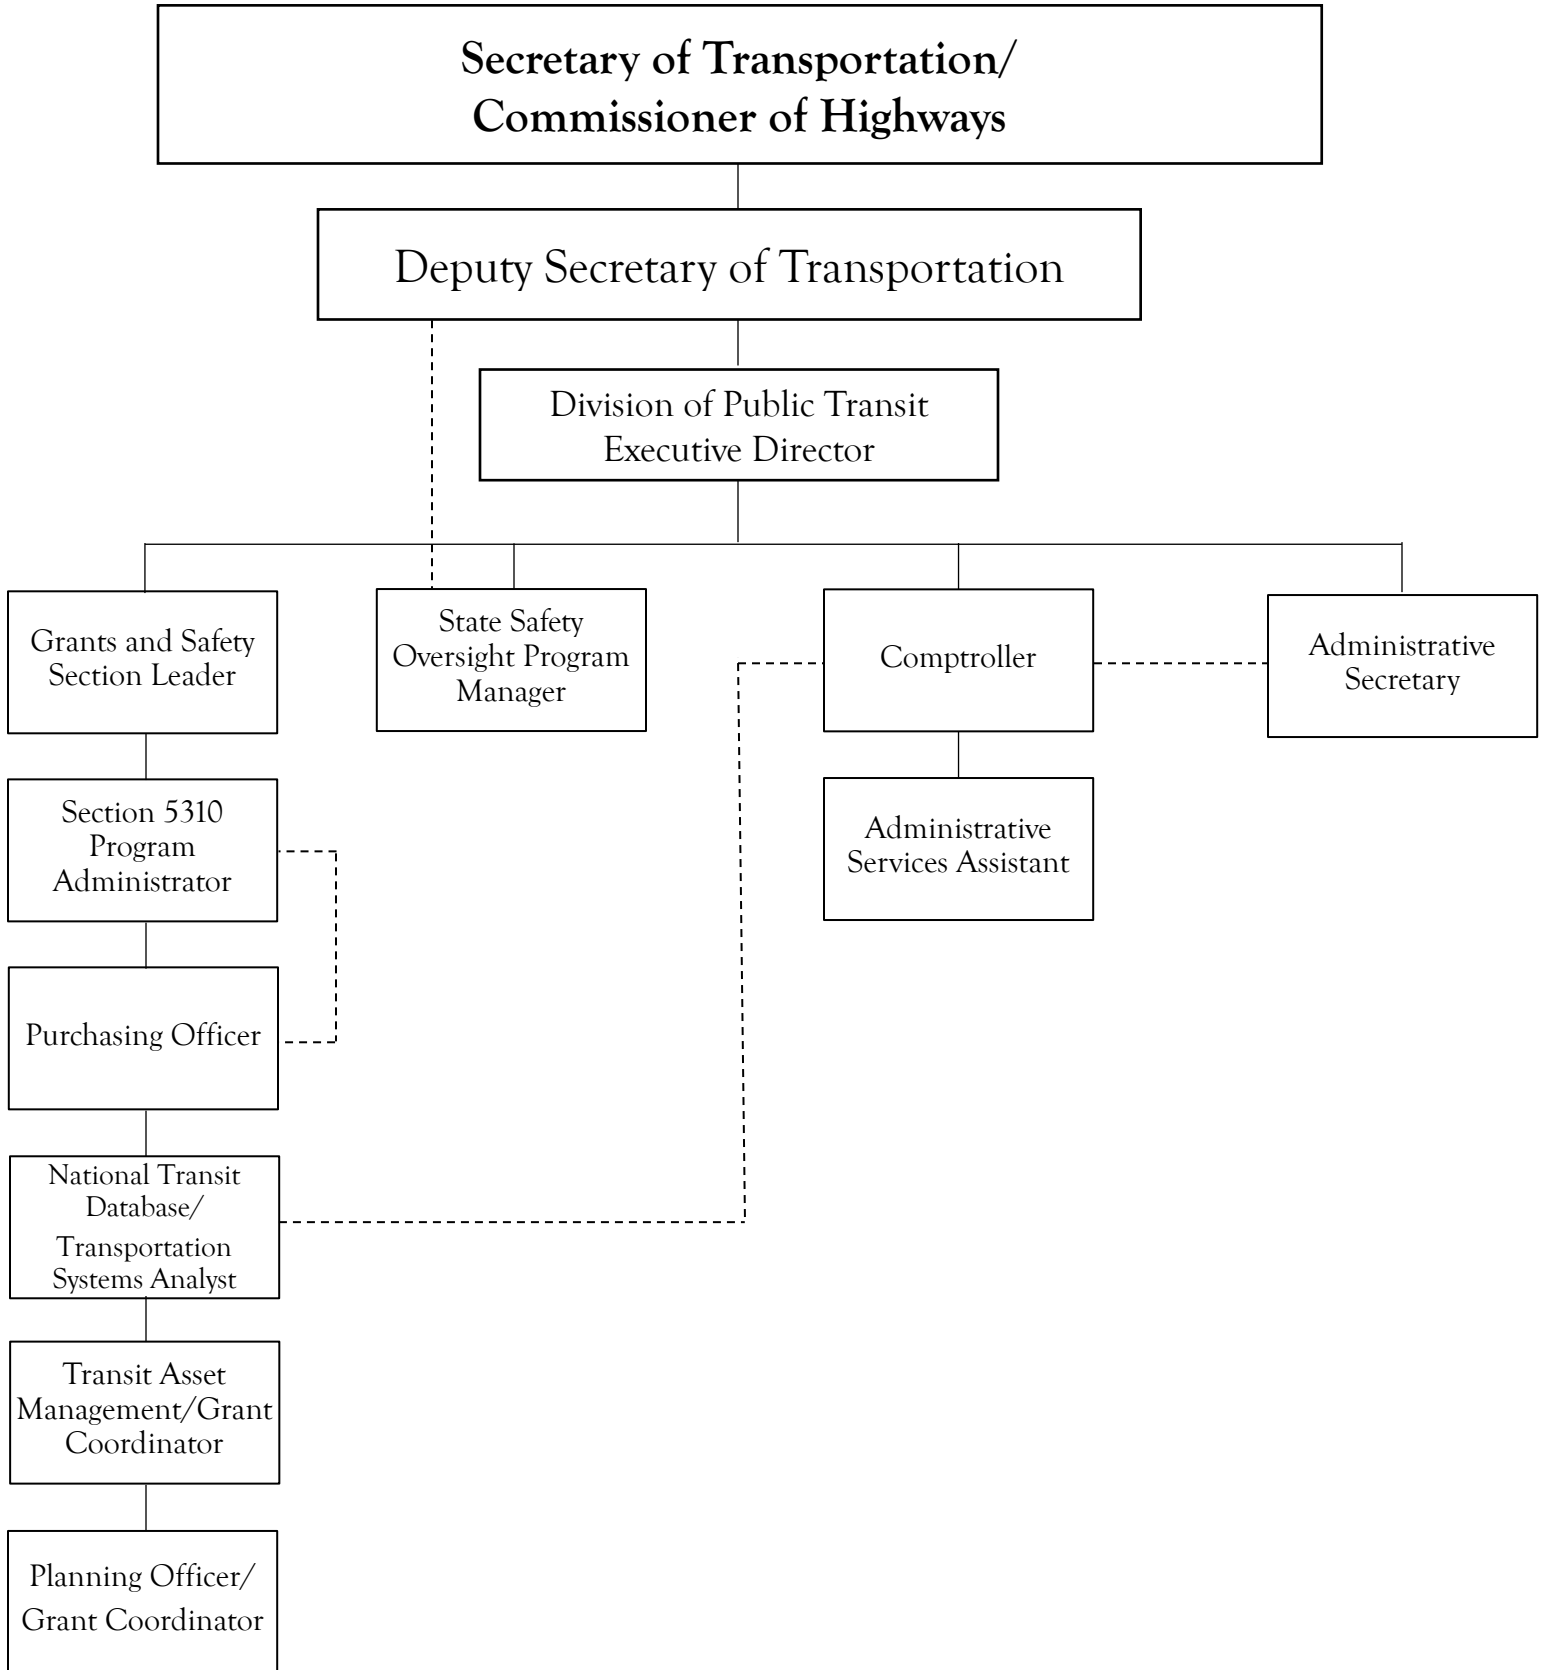 Secretary of Transportation/
Commissioner of Highways
Deputy Secretary of Transportation
Division of Public Transit
Executive Director
Grants and Safety
Section Leader
State Safety
Oversight Program
Manager
Comptroller
Administrative
Secretary
Section 5310
Program
Administrator
Administrative
Services Assistant
Purchasing Officer
National Transit
Database/
Transportation
Systems Analyst
Transit Asset
Management/Grant
Coordinator
Planning Officer/
Grant Coordinator